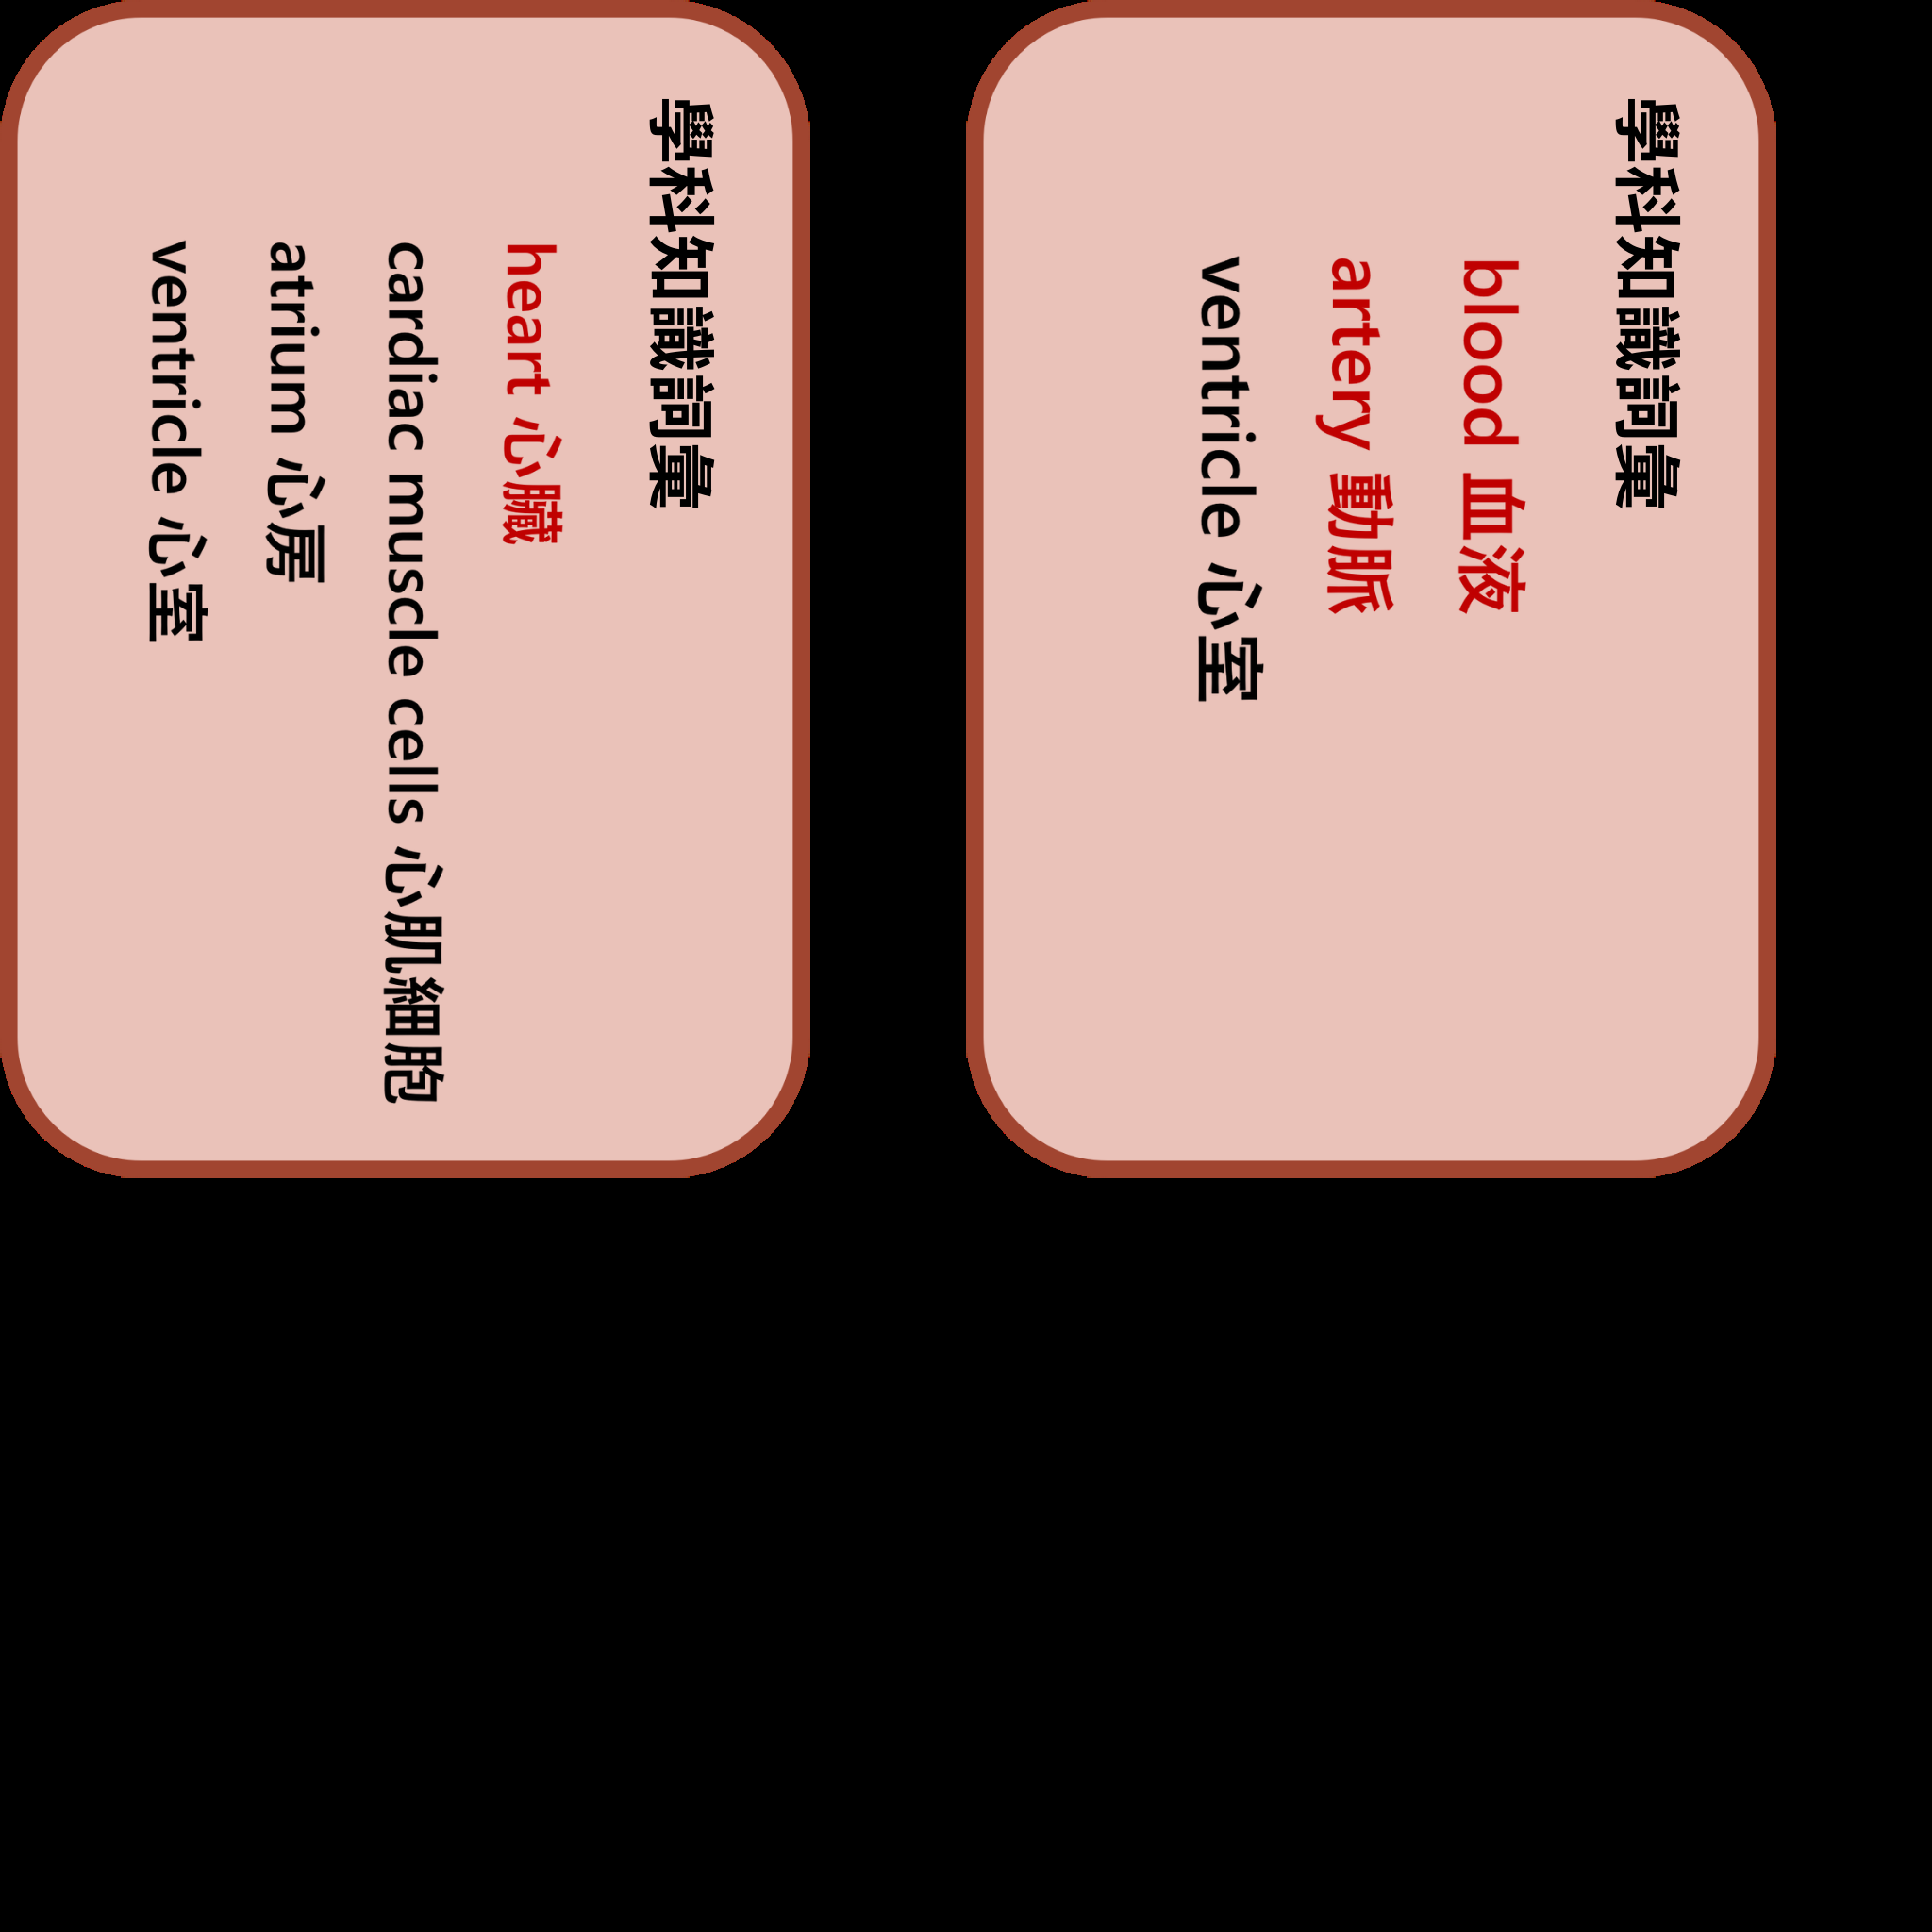 學科知識詞彙
heart 心臟
cardiac muscle cells 心肌細胞
atrium 心房
ventricle 心室
學科知識詞彙
blood 血液
artery 動脈
ventricle 心室